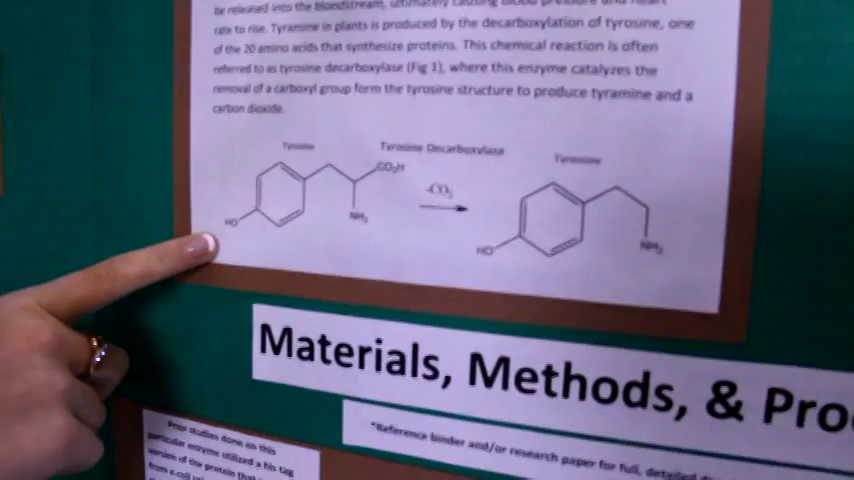 be released into the bloodstream, ultimately causing blood pressure and heart
rate to rise. Tyramine in plants is produced by the decarboxylation of tyrosine, one
of the 20 amino acids that synthesize proteins. This chemical reaction is often
referred to as tyrosine decarboxylase (Fig 1), where this enzyme catalyzes the
removal of a carboxyl group form the tyrosine structure to produce tyramine and a
carbon dioxide.
Tyrosine Tyrosine Decarboxylase Tyramine
CO₂H
-CO₂
HO NH₂
HO NH₂
Materials, Methods, & Pro
*Reference binder and/or research paper for full, detailed
Prior studies done on this
particular enzyme utilized a his tag
version of the protein that
from e.coli